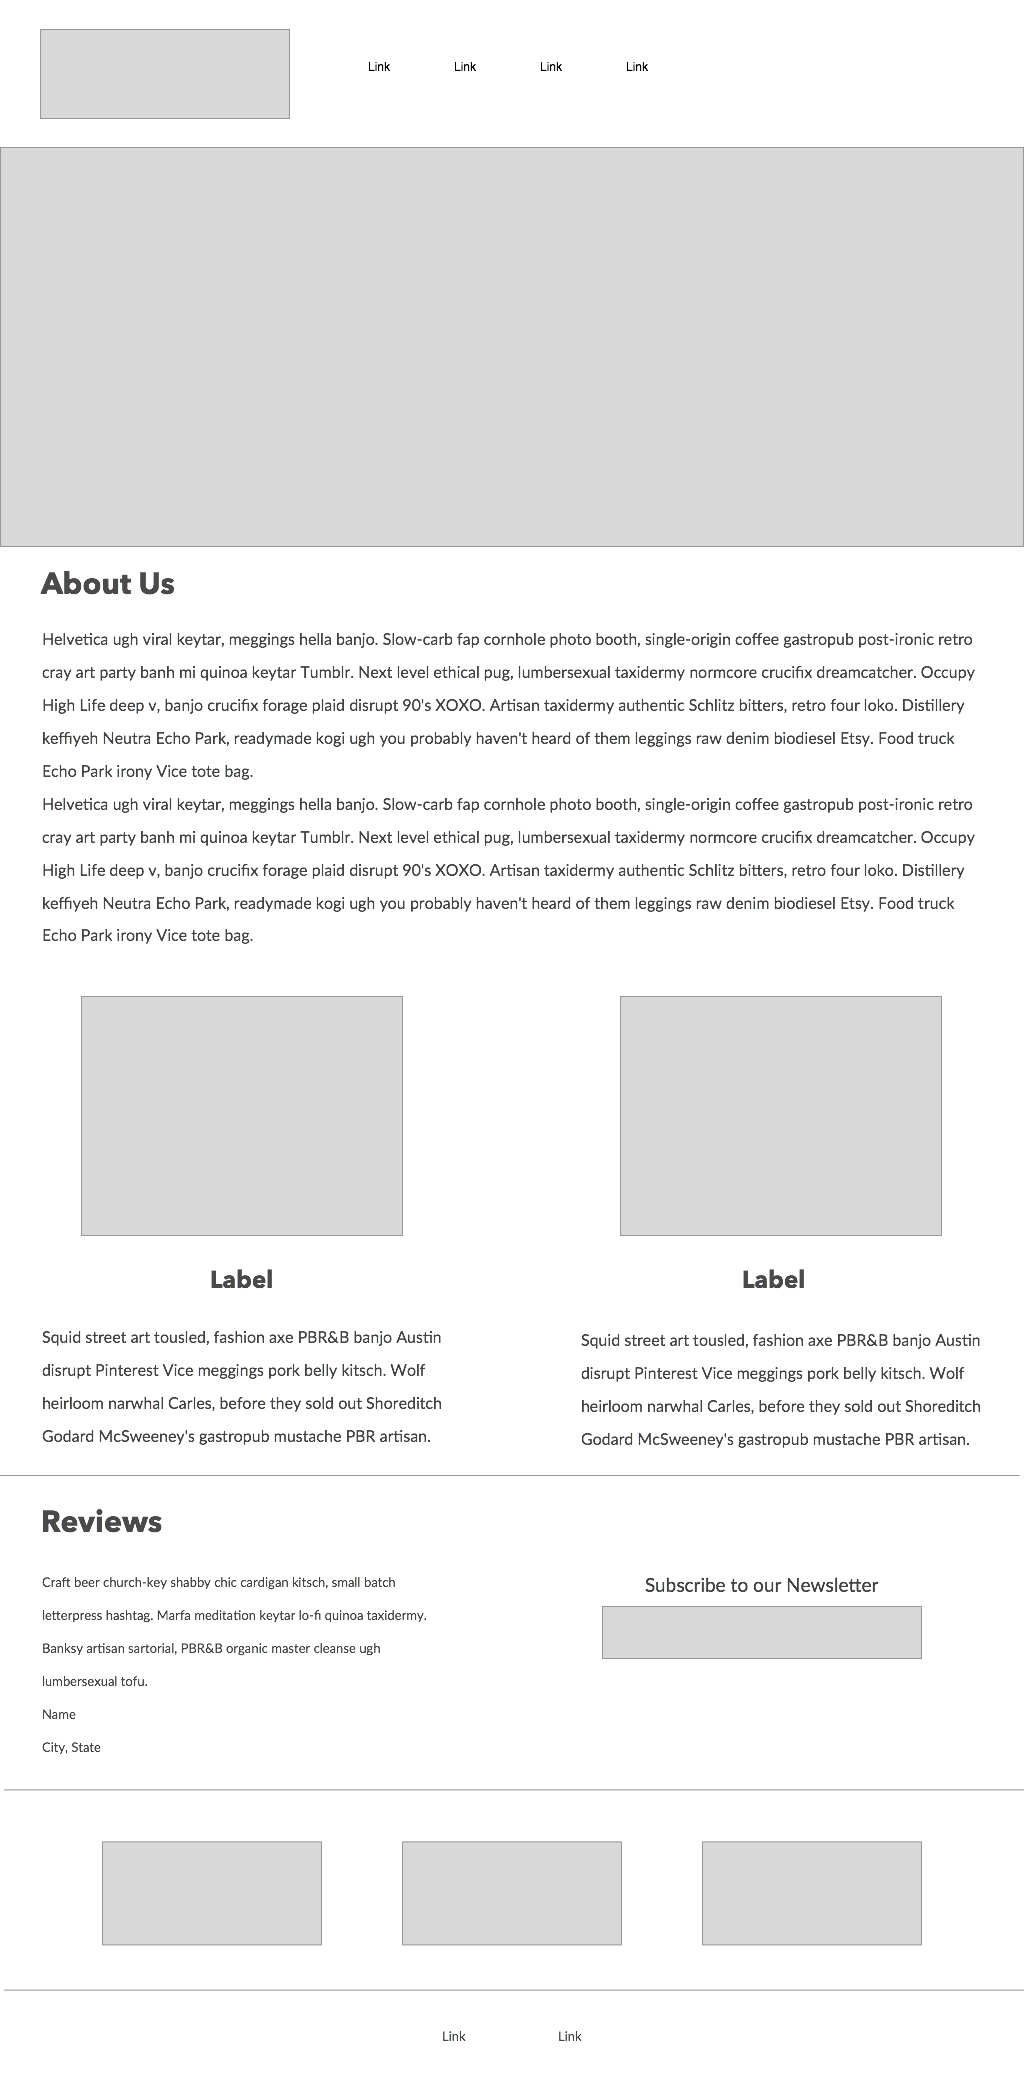 Link Link Link Link
About Us
Helvetica ugh viral keytar, meggings hella banjo. Slow-carb fap cornhole photo booth, single-origin coffee gastropub post-ironic retro
cray art party banh mi quinoa keytar Tumblr. Next level ethical pug, lumbersexual taxidermy normcore crucifix dreamcatcher. Occupy
High Life deep v, banjo crucifix forage plaid disrupt 90's XOXO. Artisan taxidermy authentic Schlitz bitters, retro four loko. Distillery
keffiyeh Neutra Echo Park, readymade kogi ugh you probably haven't heard of them leggings raw denim biodiesel Etsy. Food truck
Echo Park irony Vice tote bag.
Helvetica ugh viral keytar, meggings hella banjo. Slow-carb fap cornhole photo booth, single-origin coffee gastropub post-ironic retro
cray art party banh mi quinoa keytar Tumblr. Next level ethical pug, lumbersexual taxidermy normcore crucifix dreamcatcher. Occupy
High Life deep v, banjo crucifix forage plaid disrupt 90's XOXO. Artisan taxidermy authentic Schlitz bitters, retro four loko. Distillery
keffiyeh Neutra Echo Park, readymade kogi ugh you probably haven't heard of them leggings raw denim biodiesel Etsy. Food truck
Echo Park irony Vice tote bag.
Label
Squid street art tousled, fashion axe PBR&B banjo Austin
disrupt Pinterest Vice meggings pork belly kitsch. Wolf
heirloom narwhal Carles, before they sold out Shoreditch
Godard McSweeney's gastropub mustache PBR artisan.
Label
Squid street art tousled, fashion axe PBR&B banjo Austin
disrupt Pinterest Vice meggings pork belly kitsch. Wolf
heirloom narwhal Carles, before they sold out Shoreditch
Godard McSweeney's gastropub mustache PBR artisan.
Reviews
Craft beer church-key shabby chic cardigan kitsch, small batch
letterpress hashtag. Marfa meditation keytar lo-fi quinoa taxidermy.
Banksy artisan sartorial, PBR&B organic master cleanse ugh
lumbersexual tofu.
Name
City, State
Subscribe to our Newsletter
Link Link